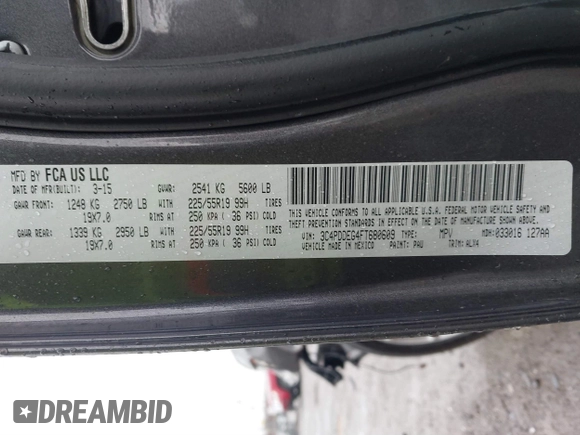 MFD BY FCA US LLC
DATE OF MFR(BUILT): 3-15 GVWR: 2541 KG 5600 LB
GAWR FRONT: 1248 KG 2750 LB WITH 225/55R19 99H TIRES
19X7.0 RIMS AT 250 KPA ( 36 PSI) COLD
GAWR REAR: 1339 KG 2950 LB WITH 225/55R19 99H TIRES
19X7.0 RIMS AT 250 KPA ( 36 PSI) COLD
THIS VEHICLE CONFORMS TO ALL APPLICABLE U.S.A. FEDERAL MOTOR VEHICLE SAFETY
AND THEFT PREVENTION STANDARDS IN EFFECT ON THE DATE OF MANUFACTURE SHOWN ABOVE.
VIN: 3C4PDDEG4FT680609 TYPE: MPV MDH: 033016 127AA
VEHICLE MADE IN MEXICO PAINT: PAU TRIM: ALX4
DREAMBID